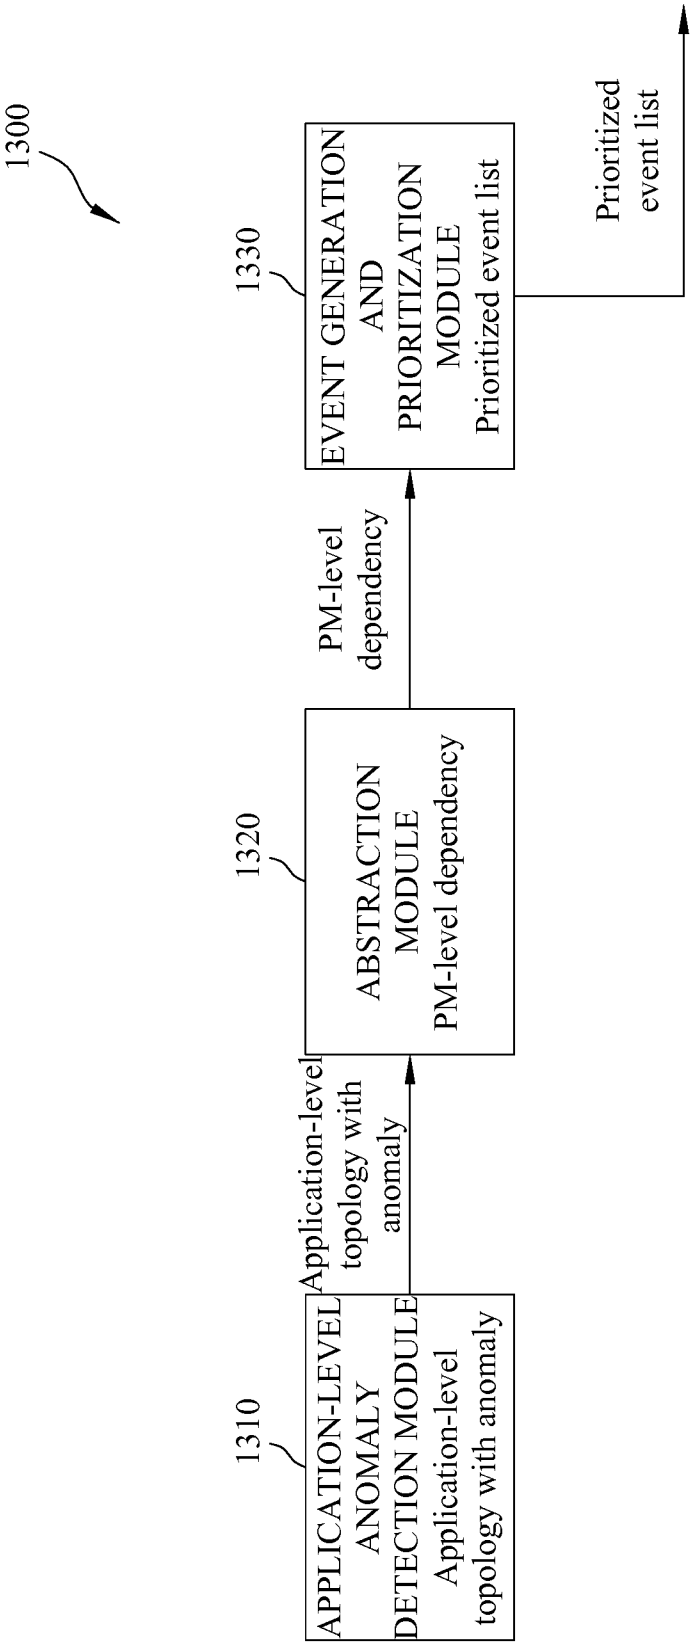 1300
1310
APPLICATION-LEVEL
ANOMALY
DETECTION MODULE
Application-level
topology with anomaly
Application-level
topology with
anomaly
1320
ABSTRACTION
MODULE
PM-level dependency
PM-level
dependency
1330
EVENT GENERATION
AND
PRIORITIZATION
MODULE
Prioritized event list
Prioritized
event list